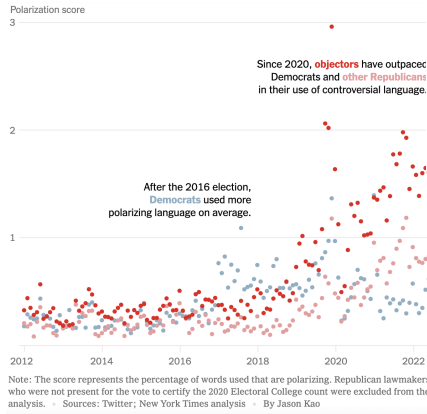 Polarization score
3
Since 2020, objectors have outpaced
Democrats and other Republicans
in their use of controversial language.
2
After the 2016 election,
Democrats used more
polarizing language on average.
1
2012 2014 2016 2018 2020 2022
Note: The score represents the percentage of words used that are polarizing. Republican lawmakers
who were not present for the vote to certify the 2020 Electoral College count were excluded from the
analysis. • Sources: Twitter; New York Times analysis • By Jason Kao